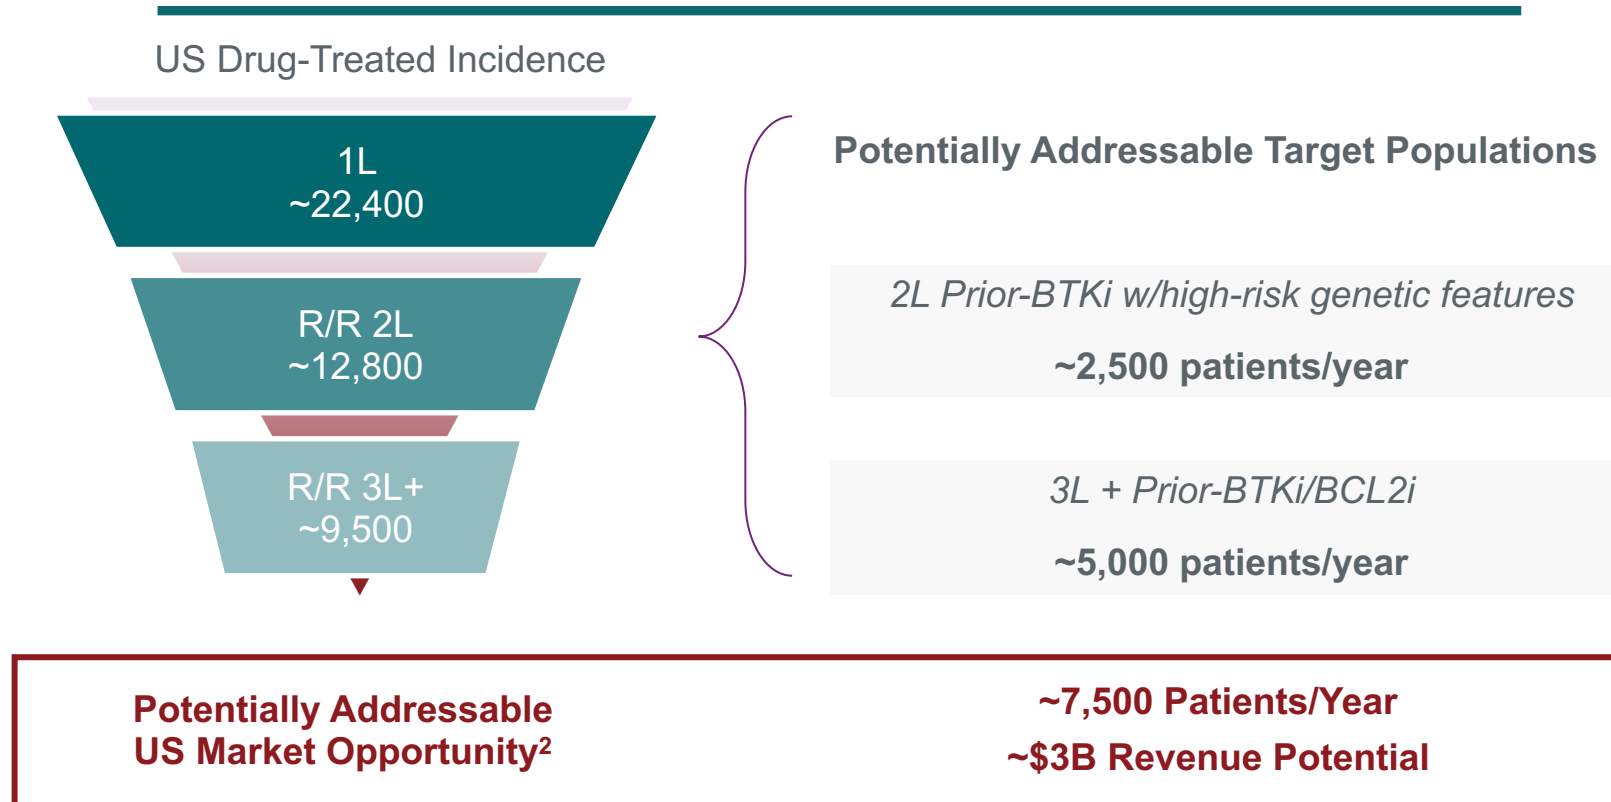 US Drug-Treated Incidence
1L
~22,400
R/R 2L
~12,800
R/R 3L+
~9,500
Potentially Addressable Target Populations
2L Prior-BTKi w/high-risk genetic features
~2,500 patients/year
3L + Prior-BTKi/BCL2i
~5,000 patients/year
Potentially Addressable
US Market Opportunity²
~7,500 Patients/Year
~$3B Revenue Potential